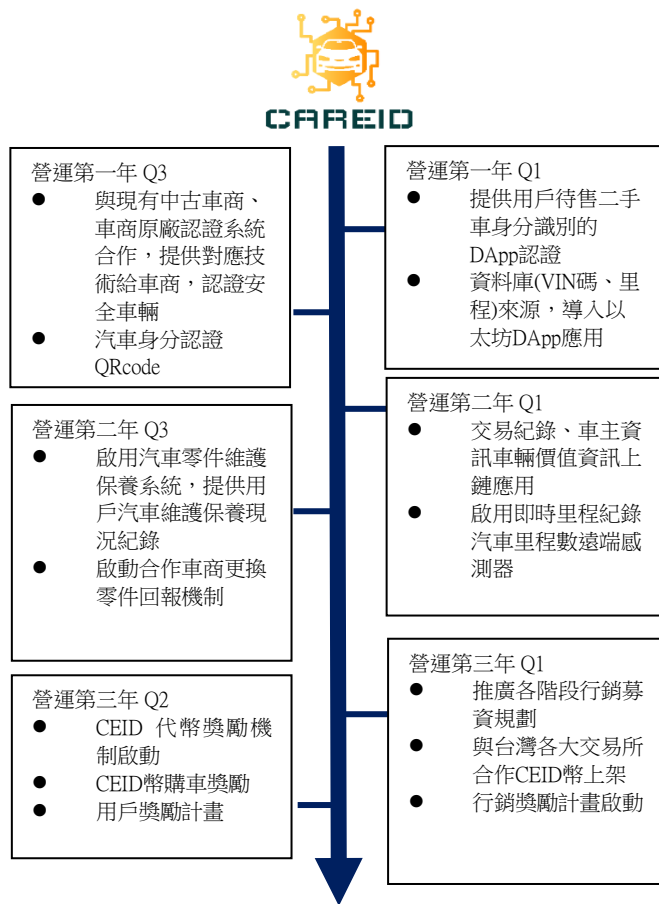 CAREID
營運第一年 Q1
● 提供用戶待售二手
車身分識別的
DApp認證
● 資料庫(VIN碼、里
程)來源，導入以
太坊DApp應用
營運第一年 Q3
● 與現有中古車商、
車商原廠認證系統
合作，提供對應技
術給車商，認證安
全車輛
● 汽車身分認證
QRcode
營運第二年 Q1
● 交易紀錄、車主資
訊車輛價值資訊上
鏈應用
● 啟用即時里程紀錄
汽車里程數遠端感
測器
營運第二年 Q3
● 啟用汽車零件維護
保養系統，提供用
戶汽車維護保養現
況紀錄
● 啟動合作車商更換
零件回報機制
營運第三年 Q1
● 推廣各階段行銷募
資規劃
● 與台灣各大交易所
合作CEID幣上架
● 行銷獎勵計畫啟動
營運第三年 Q2
● CEID 代幣獎勵機
制啟動
● CEID幣購車獎勵
● 用戶獎勵計畫